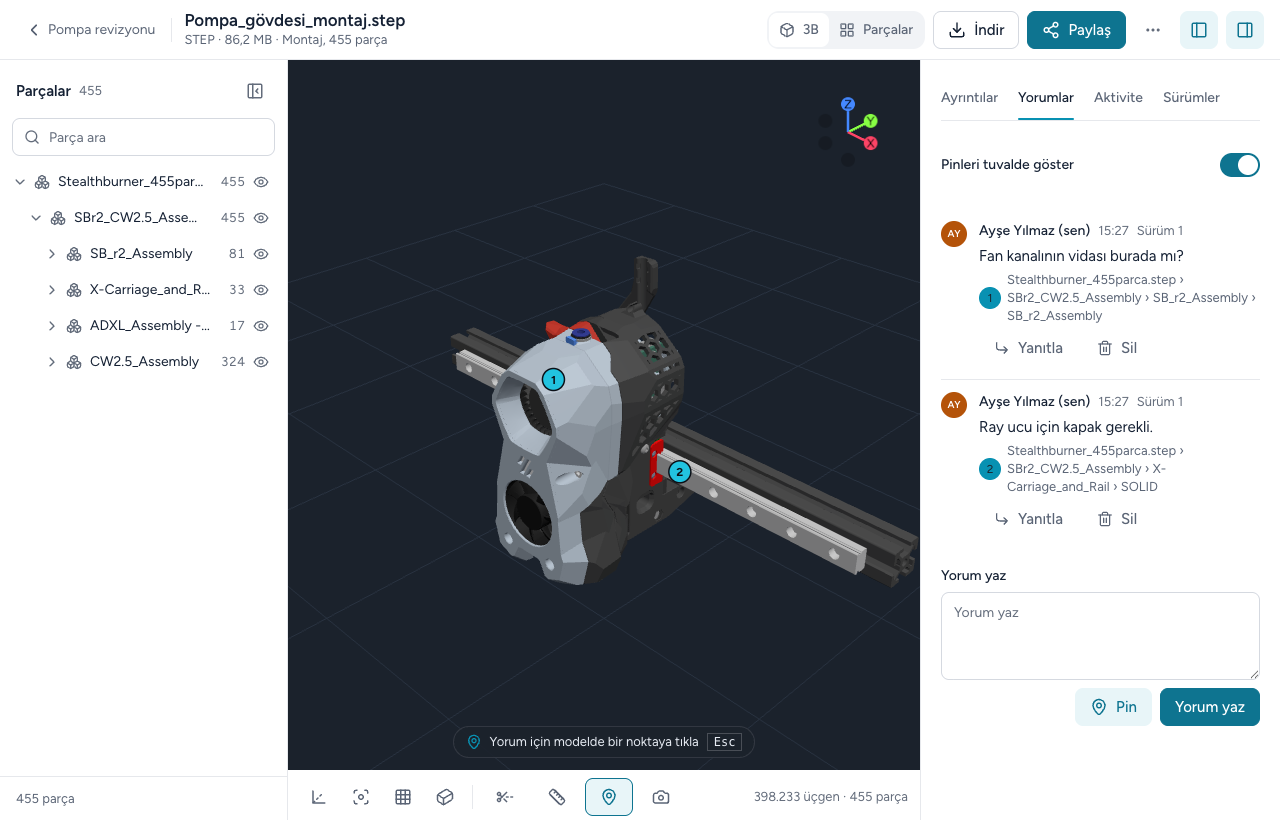 Pompa revizyonu
Pompa_gövdesi_montaj.step
STEP · 86,2 MB · Montaj, 455 parça
3B
Parçalar
İndir
Paylaş
Parçalar 455
Parça ara
Stealthburner_455par... 455
SBr2_CW2.5_Asse... 455
SB_r2_Assembly 81
X-Carriage_and_R... 33
ADXL_Assembly -... 17
CW2.5_Assembly 324
455 parça
Z
Y
X
1
2
Yorum için modelde bir noktaya tıkla Esc
398.233 üçgen · 455 parça
Ayrıntılar
Yorumlar
Aktivite
Sürümler
Pinleri tuvalde göster
AY
Ayşe Yılmaz (sen) 15:27 Sürüm 1
Fan kanalının vidası burada mı?
1
Stealthburner_455parca.step ›
SBr2_CW2.5_Assembly › SB_r2_Assembly ›
SB_r2_Assembly
Yanıtla
Sil
AY
Ayşe Yılmaz (sen) 15:27 Sürüm 1
Ray ucu için kapak gerekli.
2
Stealthburner_455parca.step ›
SBr2_CW2.5_Assembly › X-
Carriage_and_Rail › SOLID
Yanıtla
Sil
Yorum yaz
Yorum yaz
Pin
Yorum yaz